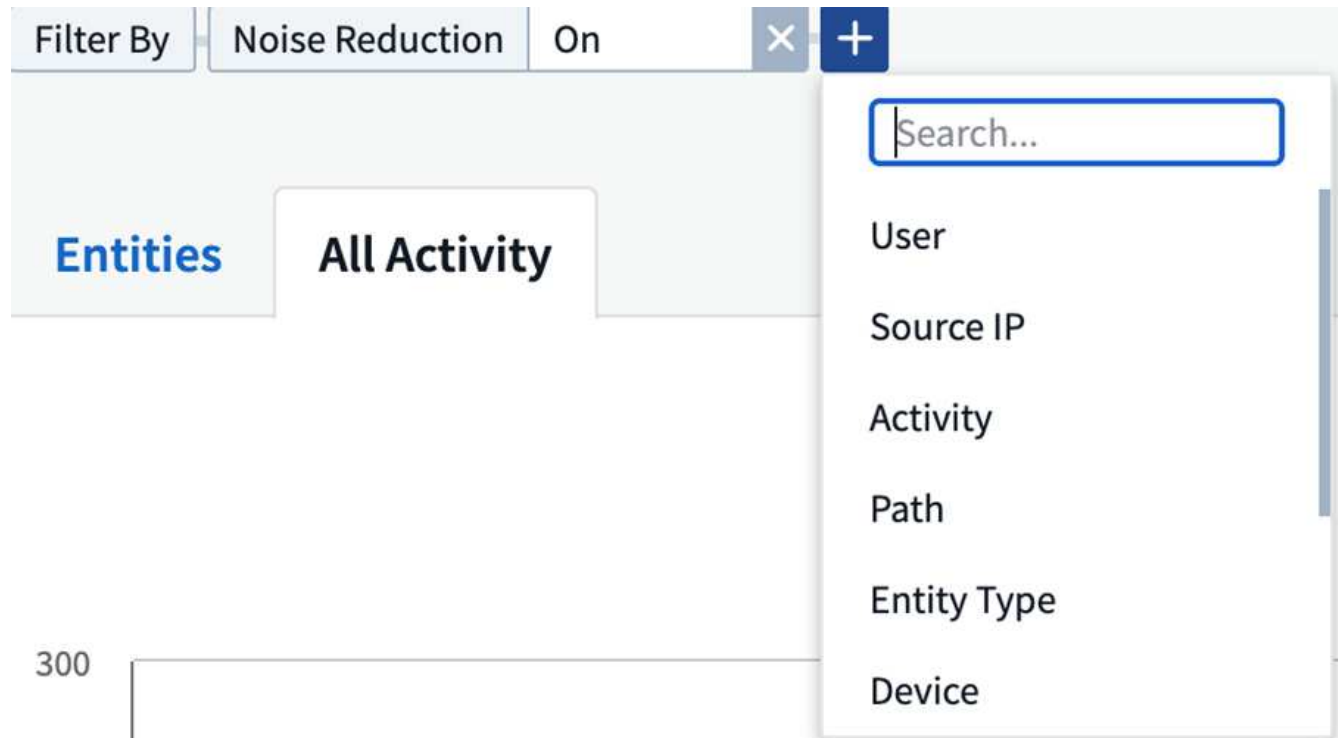 Filter By Noise Reduction On × +
Search...
Entities All Activity
User
Source IP
Activity
Path
Entity Type
Device
300